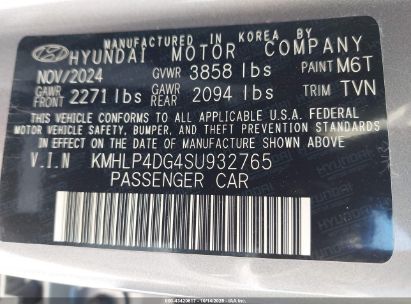 MANUFACTURED IN KOREA BY
HYUNDAI MOTOR COMPANY
NOV/2024 GVWR 3858 lbs PAINT M6T
GAWR FRONT 2271 lbs GAWR REAR 2094 lbs TRIM TVN
THIS VEHICLE CONFORMS TO ALL APPLICABLE U.S.A. FEDERAL
MOTOR VEHICLE SAFETY, BUMPER, AND THEFT PREVENTION
STANDARDS IN EFFECT ON THE DATE OF MANUFACTURE
SHOWN ABOVE.
V.I.N KMHLP4DG4SU932765
PASSENGER CAR